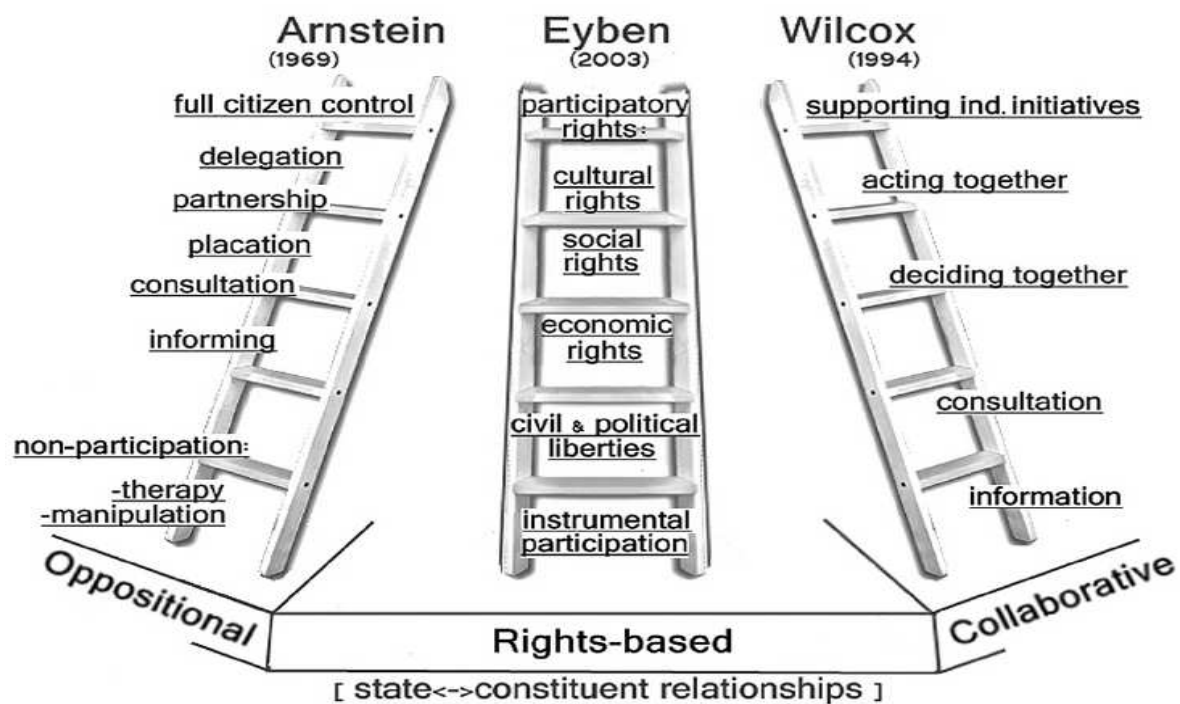 Arnstein
(1969)
full citizen control
delegation
partnership
placation
consultation
informing
non-participation:
-therapy
-manipulation
Eyben
(2003)
participatory
rights:
cultural
rights
social
rights
economic
rights
civil & political
liberties
instrumental
participation
Wilcox
(1994)
supporting ind. initiatives
acting together
deciding together
consultation
information
Oppositional
Rights-based
Collaborative
[ state<->constituent relationships ]